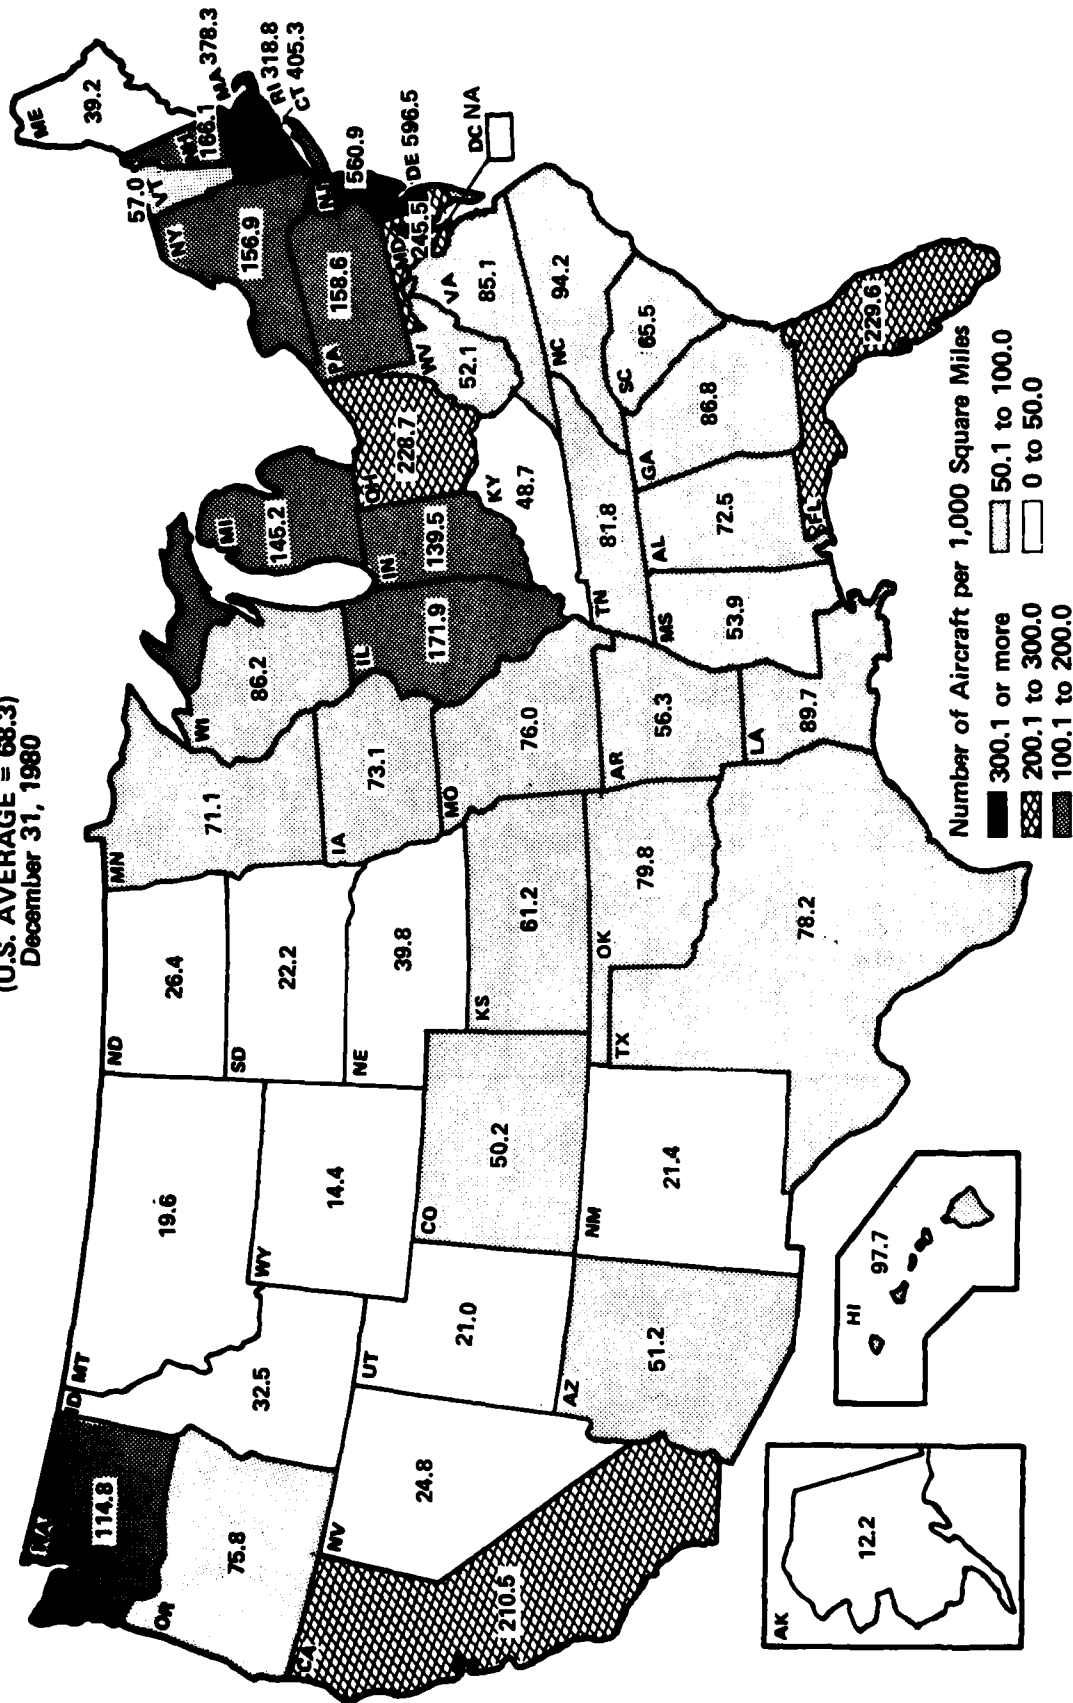 (U.S. AVERAGE = 68.3)
December 31, 1980
WA
114.8
OR
75.8
CA
210.5
NV
24.8
ID
32.5
MT
19.6
WY
14.4
UT
21.0
AZ
51.2
CO
50.2
NM
21.4
ND
26.4
SD
22.2
NE
39.8
KS
61.2
OK
79.8
TX
78.2
MN
71.1
IA
73.1
MO
76.0
AR
56.3
LA
89.7
WI
86.2
IL
171.9
MI
145.2
IN
139.5
OH
228.7
KY
48.7
TN
81.8
MS
53.9
AL
72.5
GA
86.8
FL
229.6
SC
65.5
NC
94.2
VA
85.1
WV
52.1
MD
245.5
DE 596.5
DC NA
PA
158.6
NJ
560.9
NY
156.9
CT 405.3
RI 318.8
MA 378.3
VT
57.0
NH
166.1
ME
39.2
AK
12.2
HI
97.7
Number of Aircraft per 1,000 Square Miles
300.1 or more
200.1 to 300.0
100.1 to 200.0
50.1 to 100.0
0 to 50.0